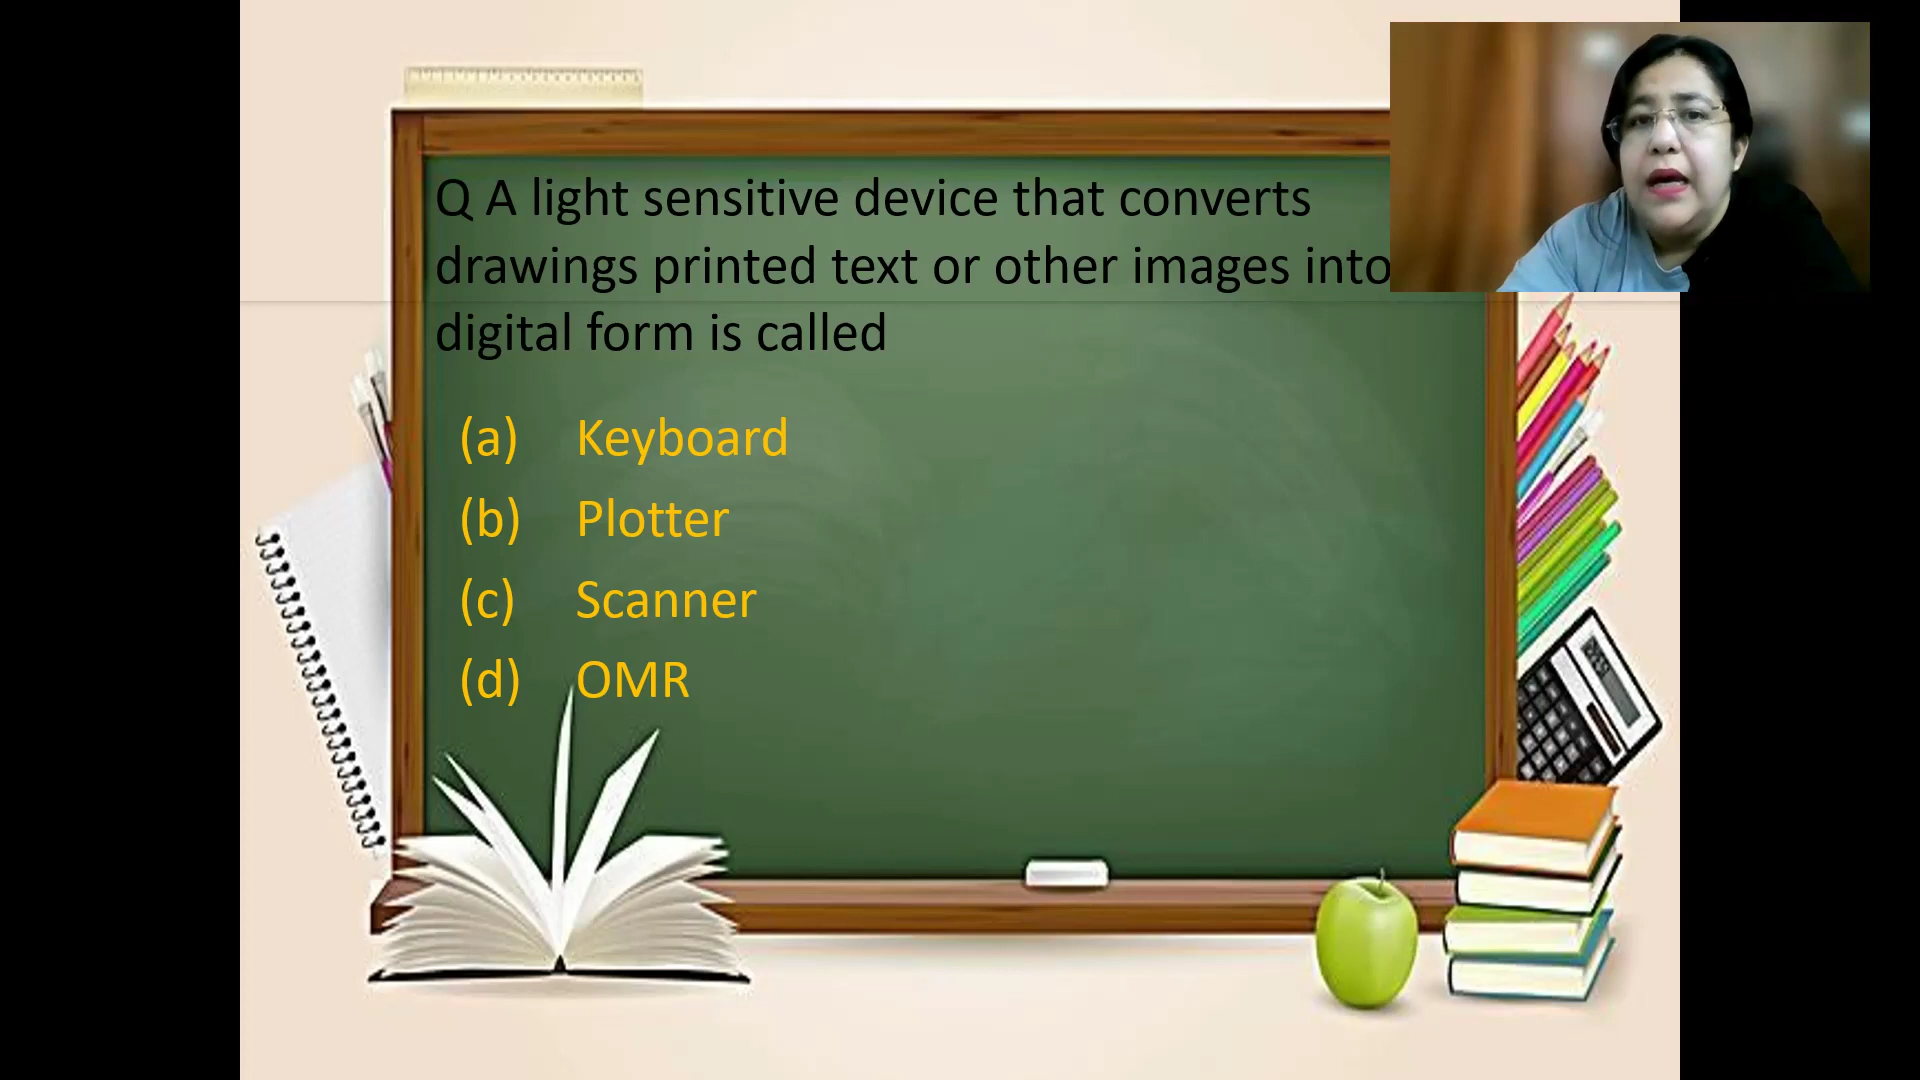 Q A light sensitive device that converts
drawings printed text or other images into
digital form is called
(a) Keyboard
(b) Plotter
(c) Scanner
(d) OMR